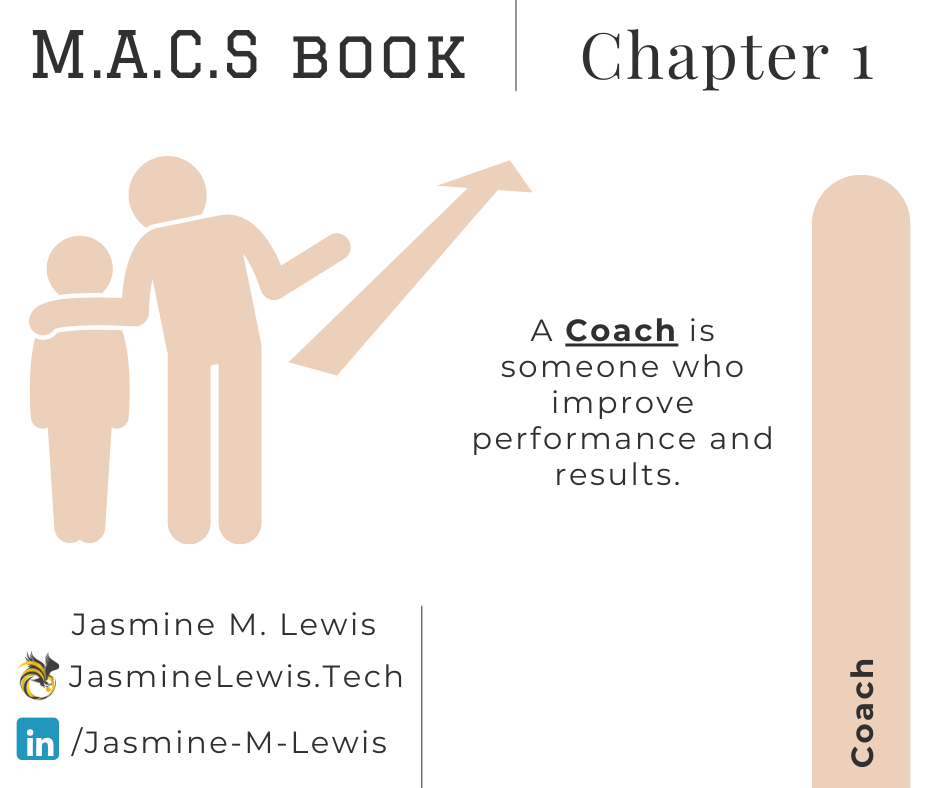 M.A.C.S BOOK
Chapter 1
A Coach is
someone who
improve
performance and
results.
Jasmine M. Lewis
JasmineLewis.Tech
in /Jasmine-M-Lewis
Coach